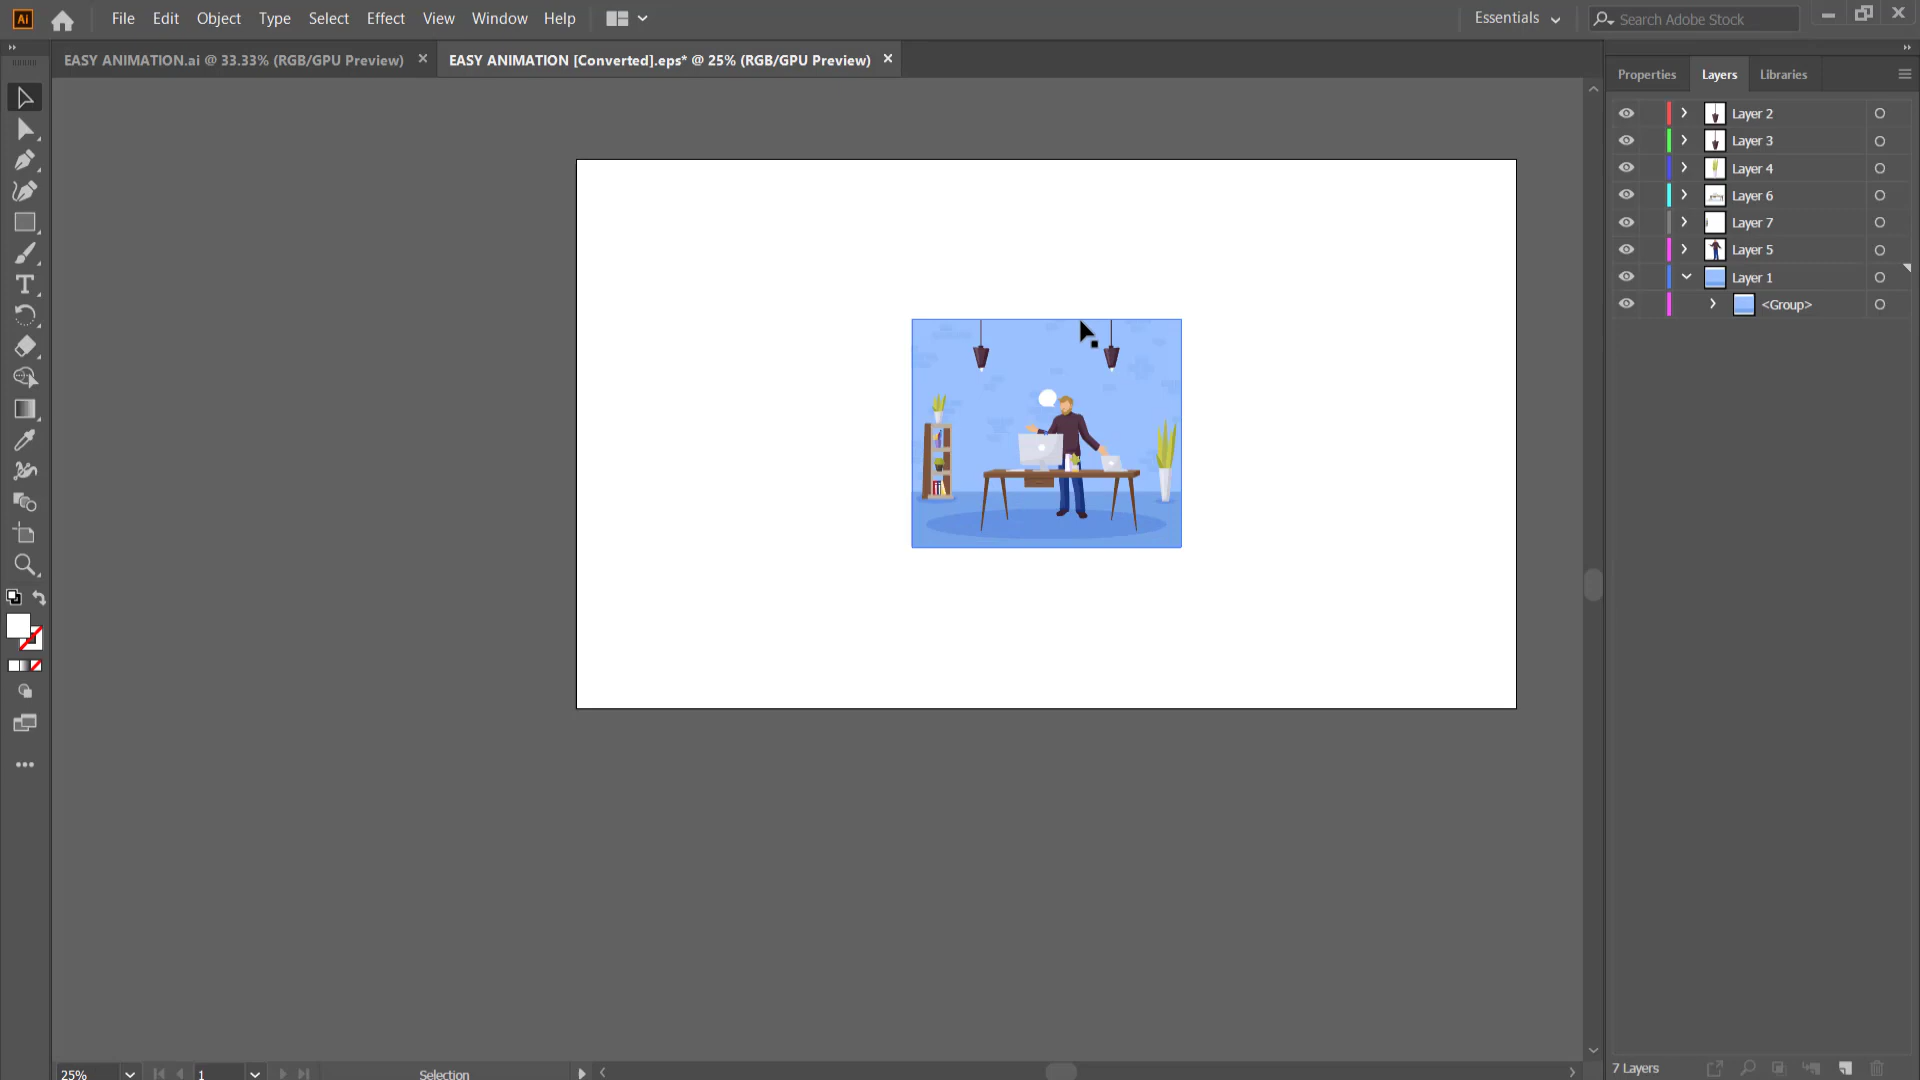 Ai File Edit Object Type Select Effect View Window Help Essentials Search Adobe Stock
EASY ANIMATION.ai @ 33.33% (RGB/GPU Preview) EASY ANIMATION [Converted].eps* @ 25% (RGB/GPU Preview)
Properties Layers Libraries
Layer 2
Layer 3
Layer 4
Layer 6
Layer 7
Layer 5
Layer 1
<Group>
25% 1 Selection
7 Layers